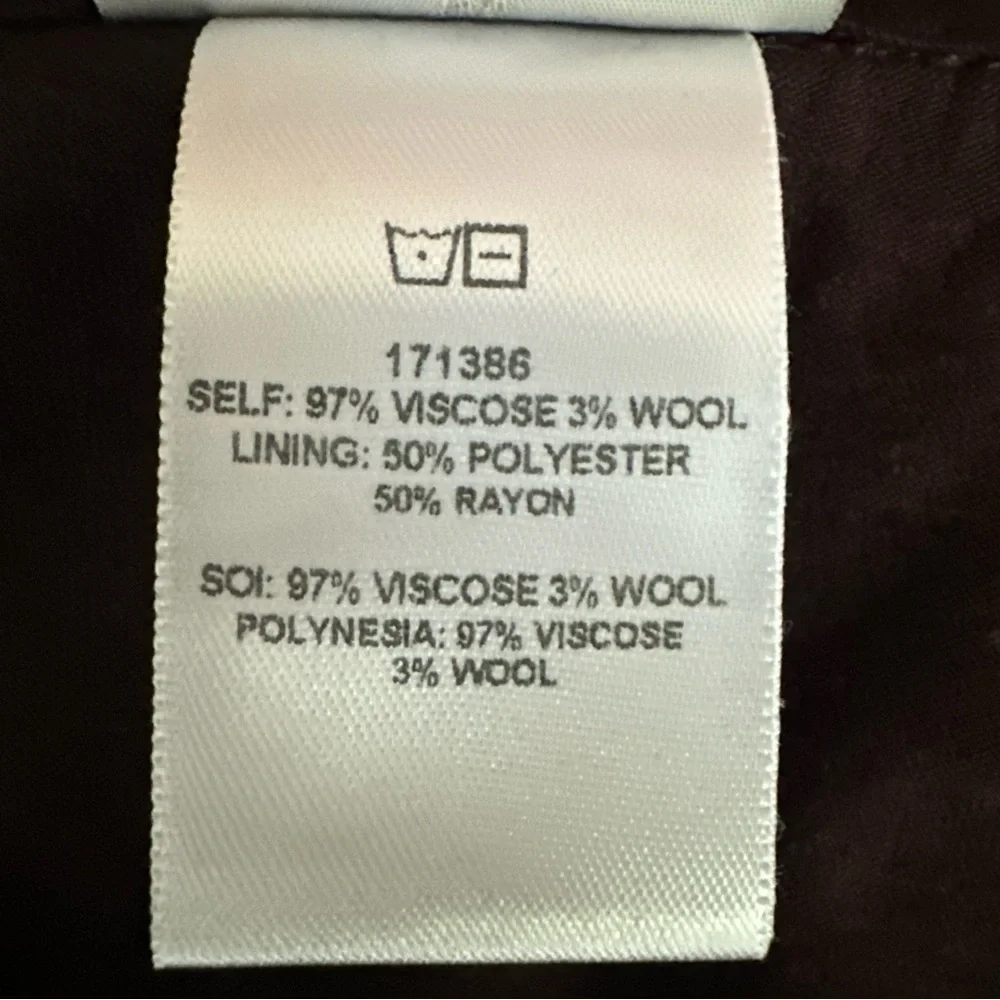 171386
SELF: 97% VISCOSE 3% WOOL
LINING: 50% POLYESTER
50% RAYON
SOI: 97% VISCOSE 3% WOOL
POLYNESIA: 97% VISCOSE
3% WOOL